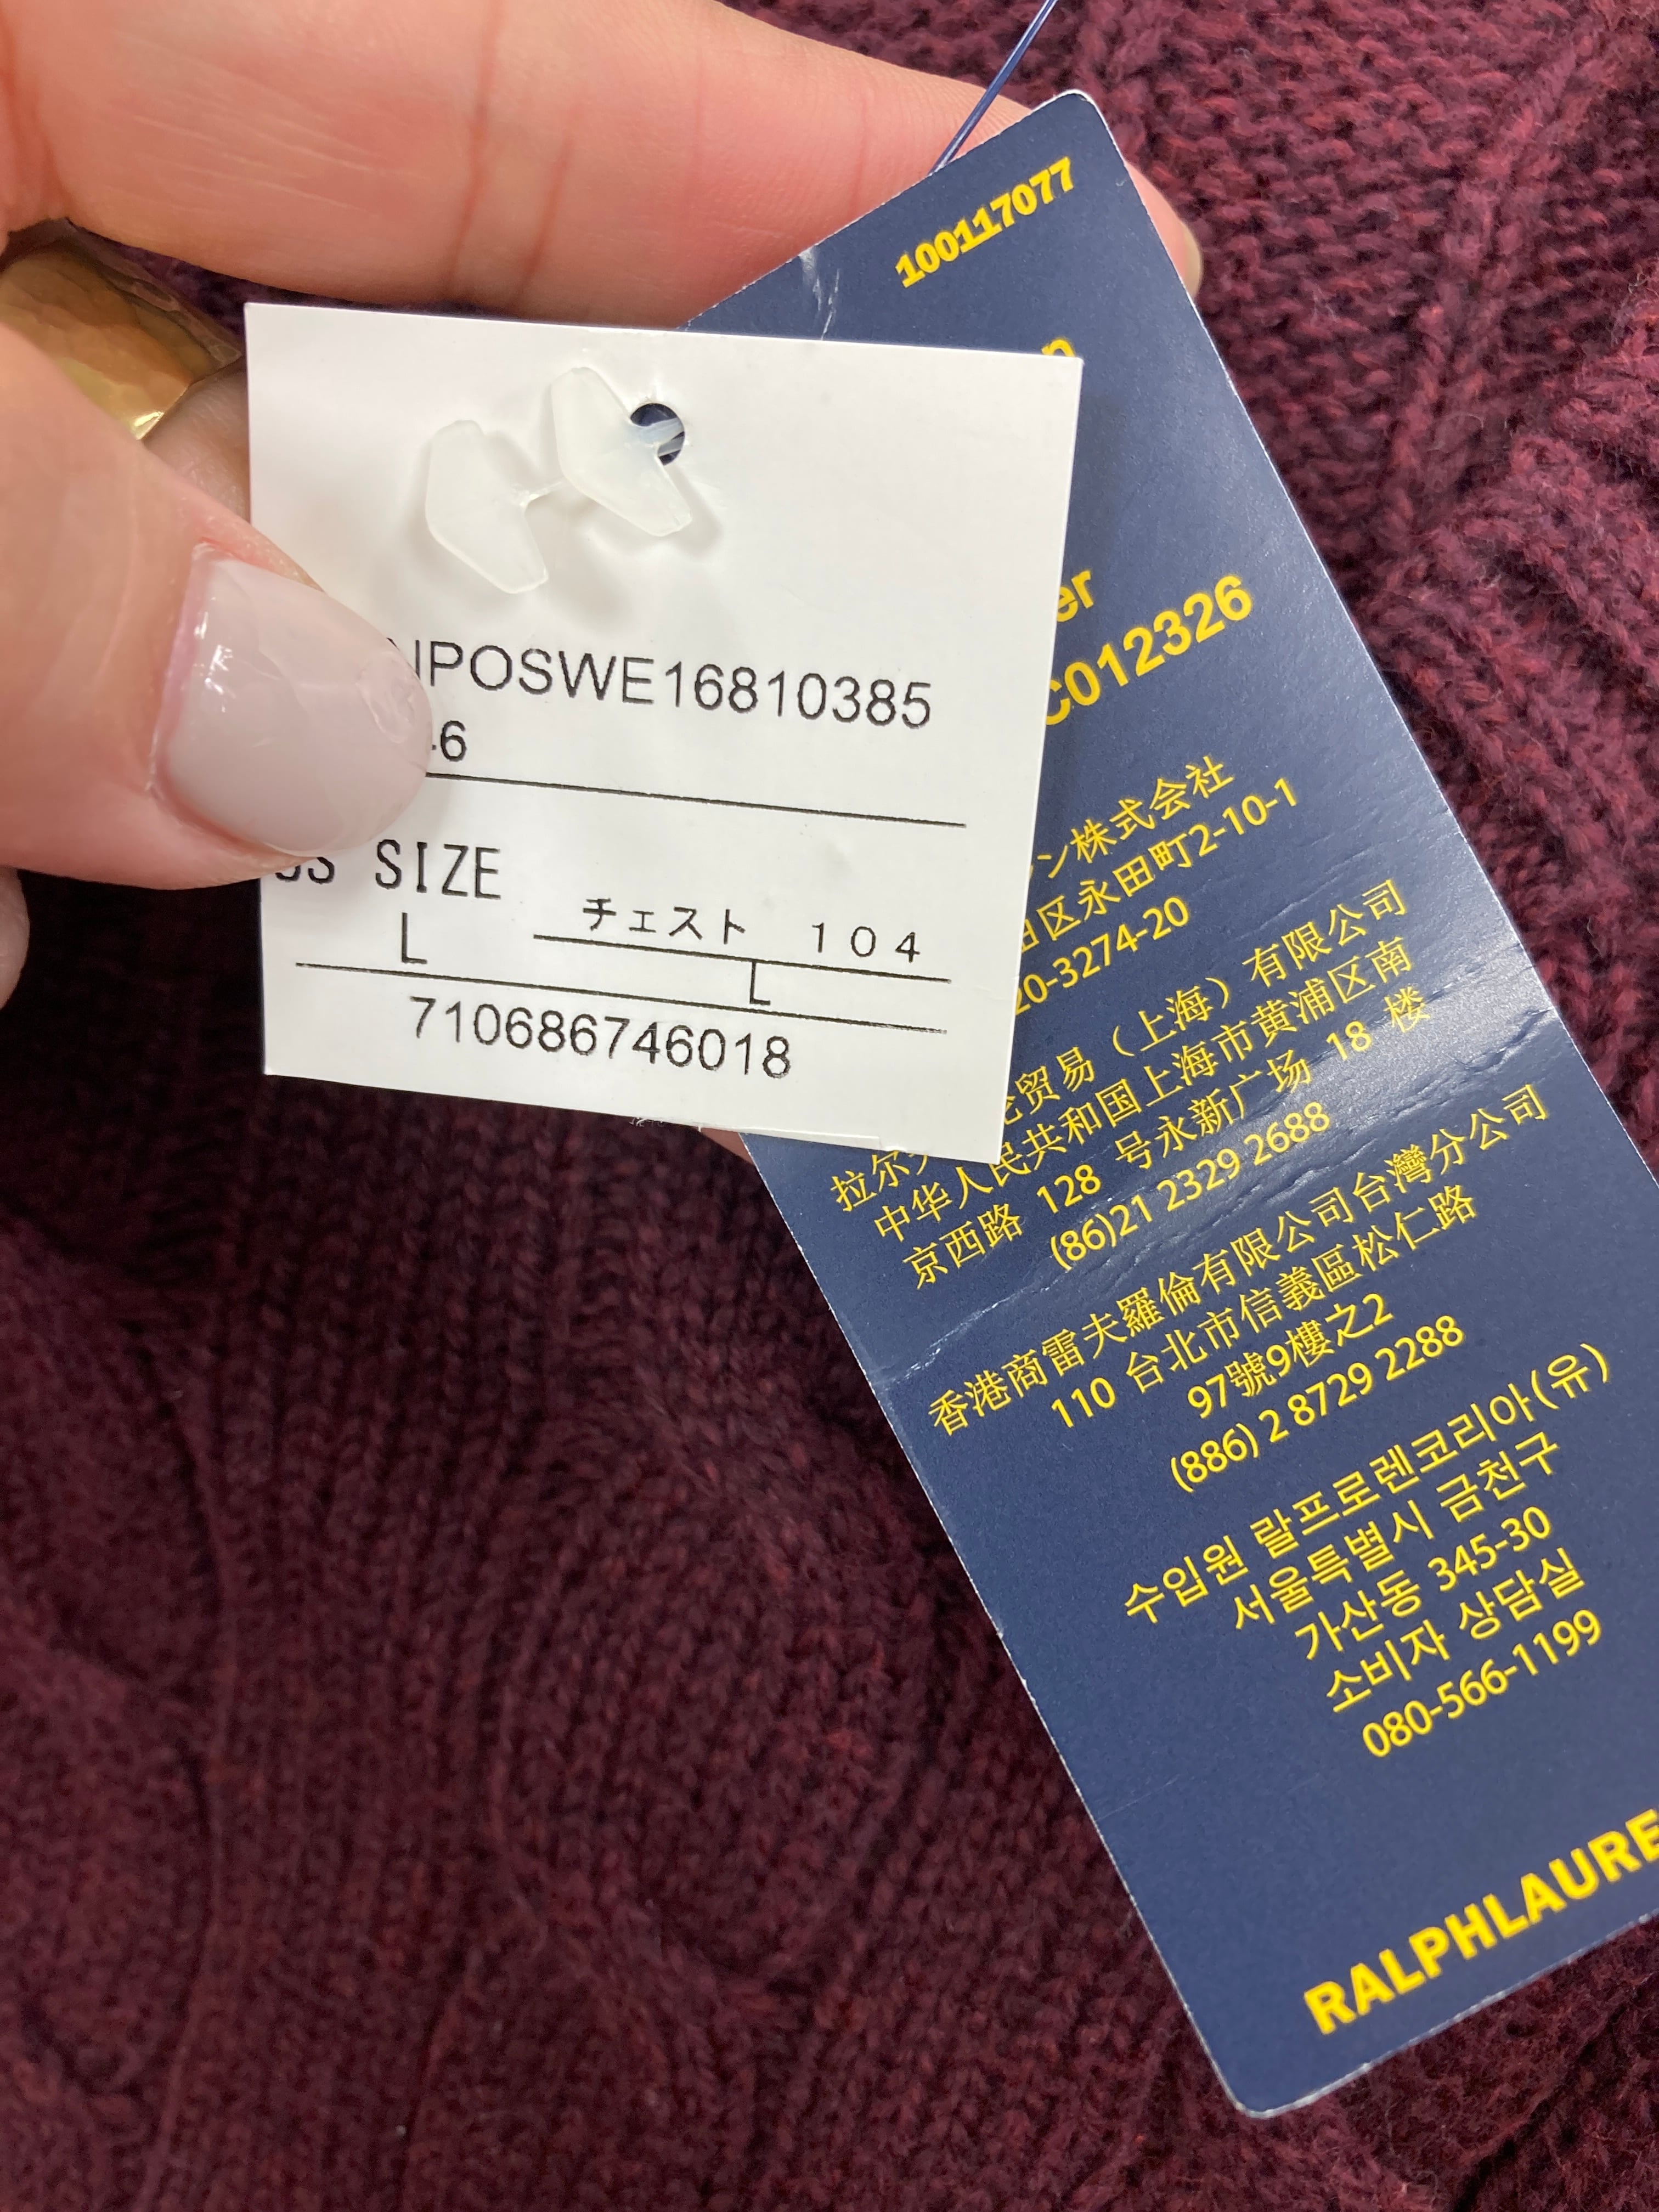 IPOSWE16810385
-6
US SIZE
L
チェスト 104
L
710686746018
100117077
C012326
株式会社
区永田町2-10-1
20-3274-20
贸易（上海）有限公司
中华人民共和国上海市黄浦区南
京西路 128 号永新广场 18 楼
(86)21 2329 2688
香港商雷夫羅倫有限公司台灣分公司
110 台北市信義區松仁路
97號9樓之2
(886) 2 8729 2288
수입원 랄프로렌코리아(유)
서울특별시 금천구
가산동 345-30
소비자 상담실
080-566-1199
RALPHLAURE